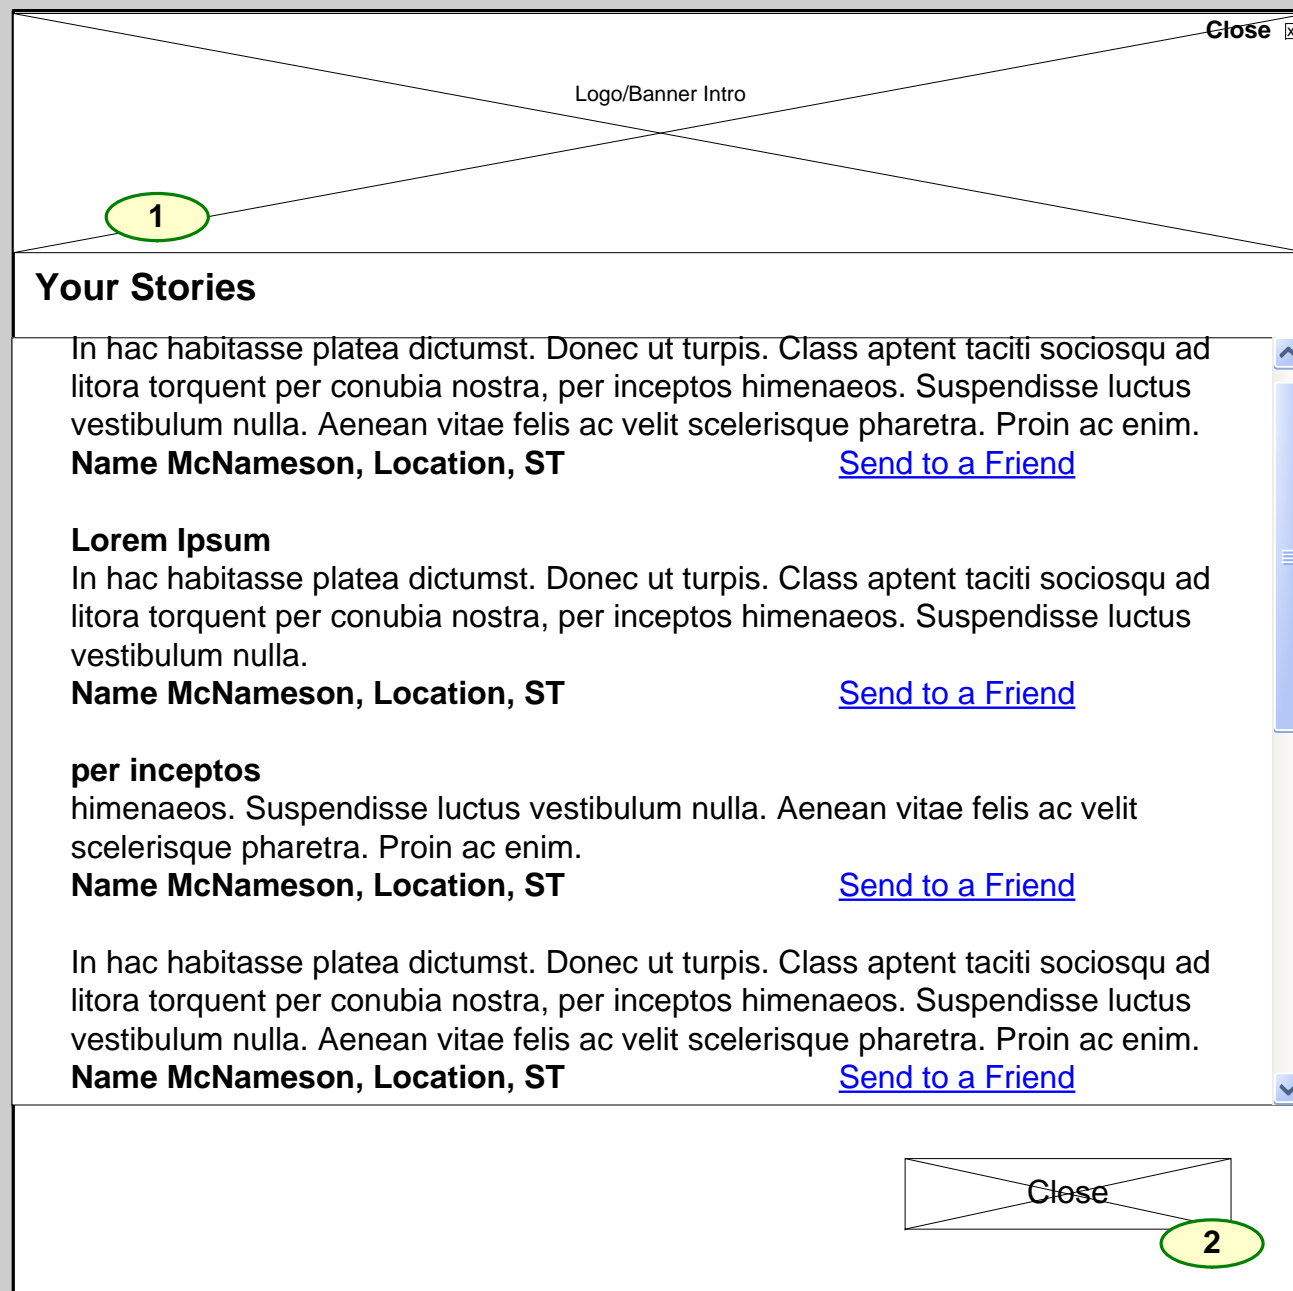 Close x
Logo/Banner Intro
1
Your Stories
In hac habitasse platea dictumst. Donec ut turpis. Class aptent taciti sociosqu ad
litora torquent per conubia nostra, per inceptos himenaeos. Suspendisse luctus
vestibulum nulla. Aenean vitae felis ac velit scelerisque pharetra. Proin ac enim.
Name McNameson, Location, ST Send to a Friend
Lorem Ipsum
In hac habitasse platea dictumst. Donec ut turpis. Class aptent taciti sociosqu ad
litora torquent per conubia nostra, per inceptos himenaeos. Suspendisse luctus
vestibulum nulla.
Name McNameson, Location, ST Send to a Friend
per inceptos
himenaeos. Suspendisse luctus vestibulum nulla. Aenean vitae felis ac velit
scelerisque pharetra. Proin ac enim.
Name McNameson, Location, ST Send to a Friend
In hac habitasse platea dictumst. Donec ut turpis. Class aptent taciti sociosqu ad
litora torquent per conubia nostra, per inceptos himenaeos. Suspendisse luctus
vestibulum nulla. Aenean vitae felis ac velit scelerisque pharetra. Proin ac enim.
Name McNameson, Location, ST Send to a Friend
Close
2